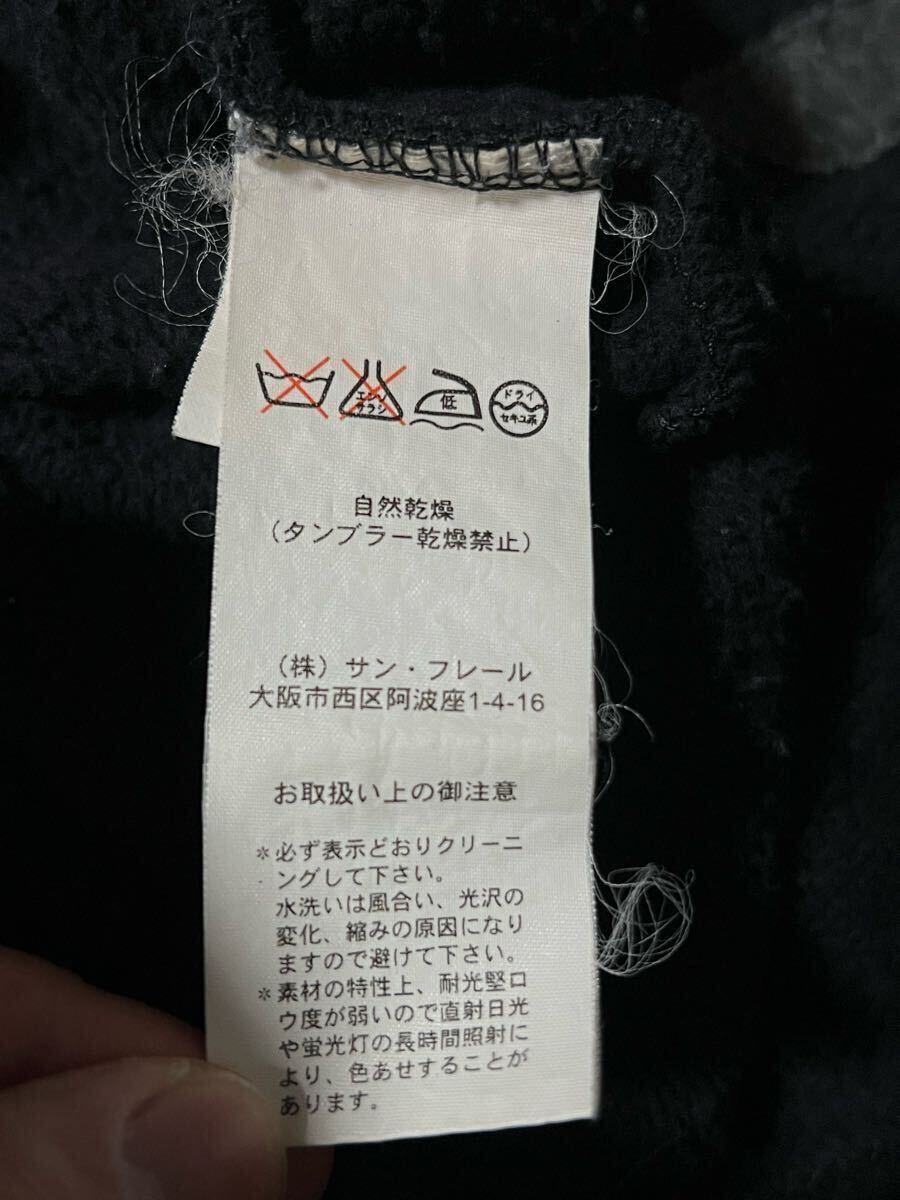 エンソ
サラシ
低
ドライ
セキユ系
自然乾燥
(タンブラー乾燥禁止)
(株)サン・フレール
大阪市西区阿波座1-4-16
お取扱い上の御注意
*必ず表示どおりクリーニ
ングして下さい。
水洗いは風合い、光沢の
変化、縮みの原因になり
ますので避けて下さい。
*素材の特性上、耐光堅ロ
ウ度が弱いので直射日光
や蛍光灯の長時間照射に
より、色あせすることが
あります。